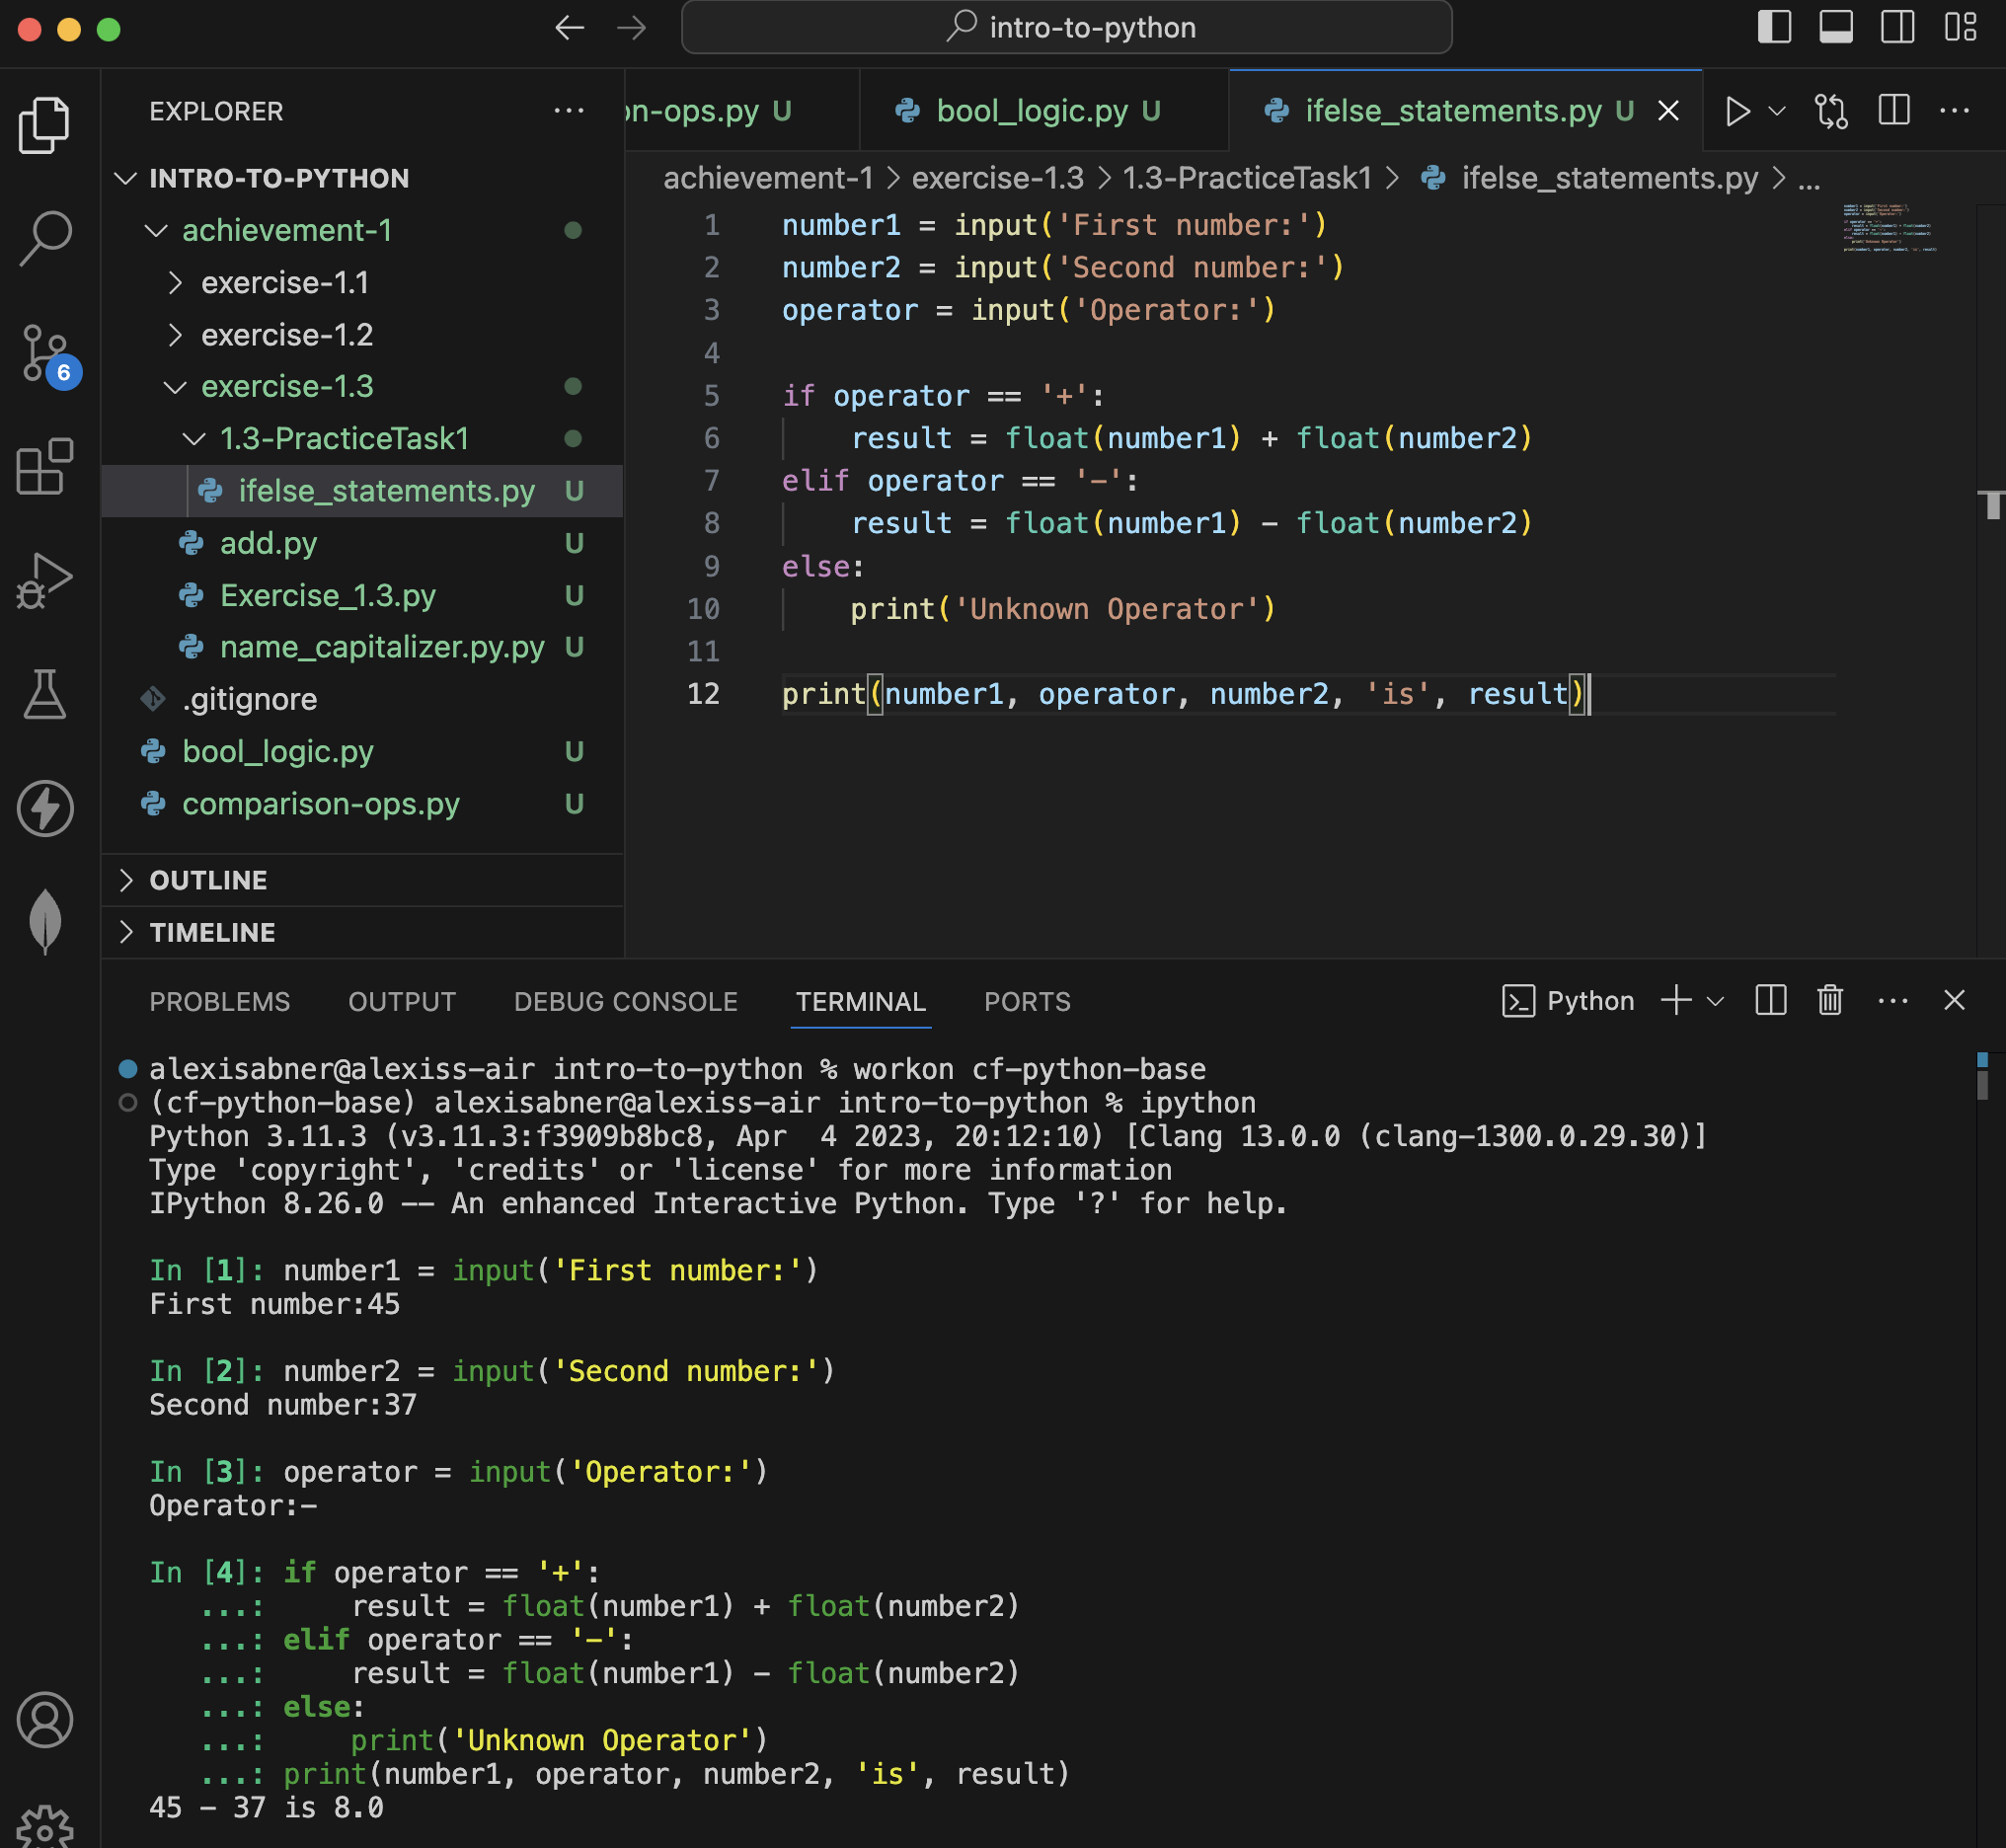 intro-to-python
EXPLORER
INTRO-TO-PYTHON
achievement-1
exercise-1.1
exercise-1.2
exercise-1.3
1.3-PracticeTask1
ifelse_statements.py U
add.py U
Exercise_1.3.py U
name_capitalizer.py.py U
.gitignore
bool_logic.py U
comparison-ops.py U
OUTLINE
TIMELINE
6
on-ops.py U
bool_logic.py U
ifelse_statements.py U
achievement-1 > exercise-1.3 > 1.3-PracticeTask1 > ifelse_statements.py > ...
1 number1 = input('First number:')
2 number2 = input('Second number:')
3 operator = input('Operator:')
4
5 if operator == '+':
6     result = float(number1) + float(number2)
7 elif operator == '-':
8     result = float(number1) - float(number2)
9 else:
10     print('Unknown Operator')
11
12 print(number1, operator, number2, 'is', result)
PROBLEMS OUTPUT DEBUG CONSOLE TERMINAL PORTS
Python
alexisabner@alexiss-air intro-to-python % workon cf-python-base
(cf-python-base) alexisabner@alexiss-air intro-to-python % ipython
Python 3.11.3 (v3.11.3:f3909b8bc8, Apr  4 2023, 20:12:10) [Clang 13.0.0 (clang-1300.0.29.30)]
Type 'copyright', 'credits' or 'license' for more information
IPython 8.26.0 -- An enhanced Interactive Python. Type '?' for help.
In [1]: number1 = input('First number:')
First number:45
In [2]: number2 = input('Second number:')
Second number:37
In [3]: operator = input('Operator:')
Operator:-
In [4]: if operator == '+':
   ...:     result = float(number1) + float(number2)
   ...: elif operator == '-':
   ...:     result = float(number1) - float(number2)
   ...: else:
   ...:     print('Unknown Operator')
   ...: print(number1, operator, number2, 'is', result)
45 - 37 is 8.0